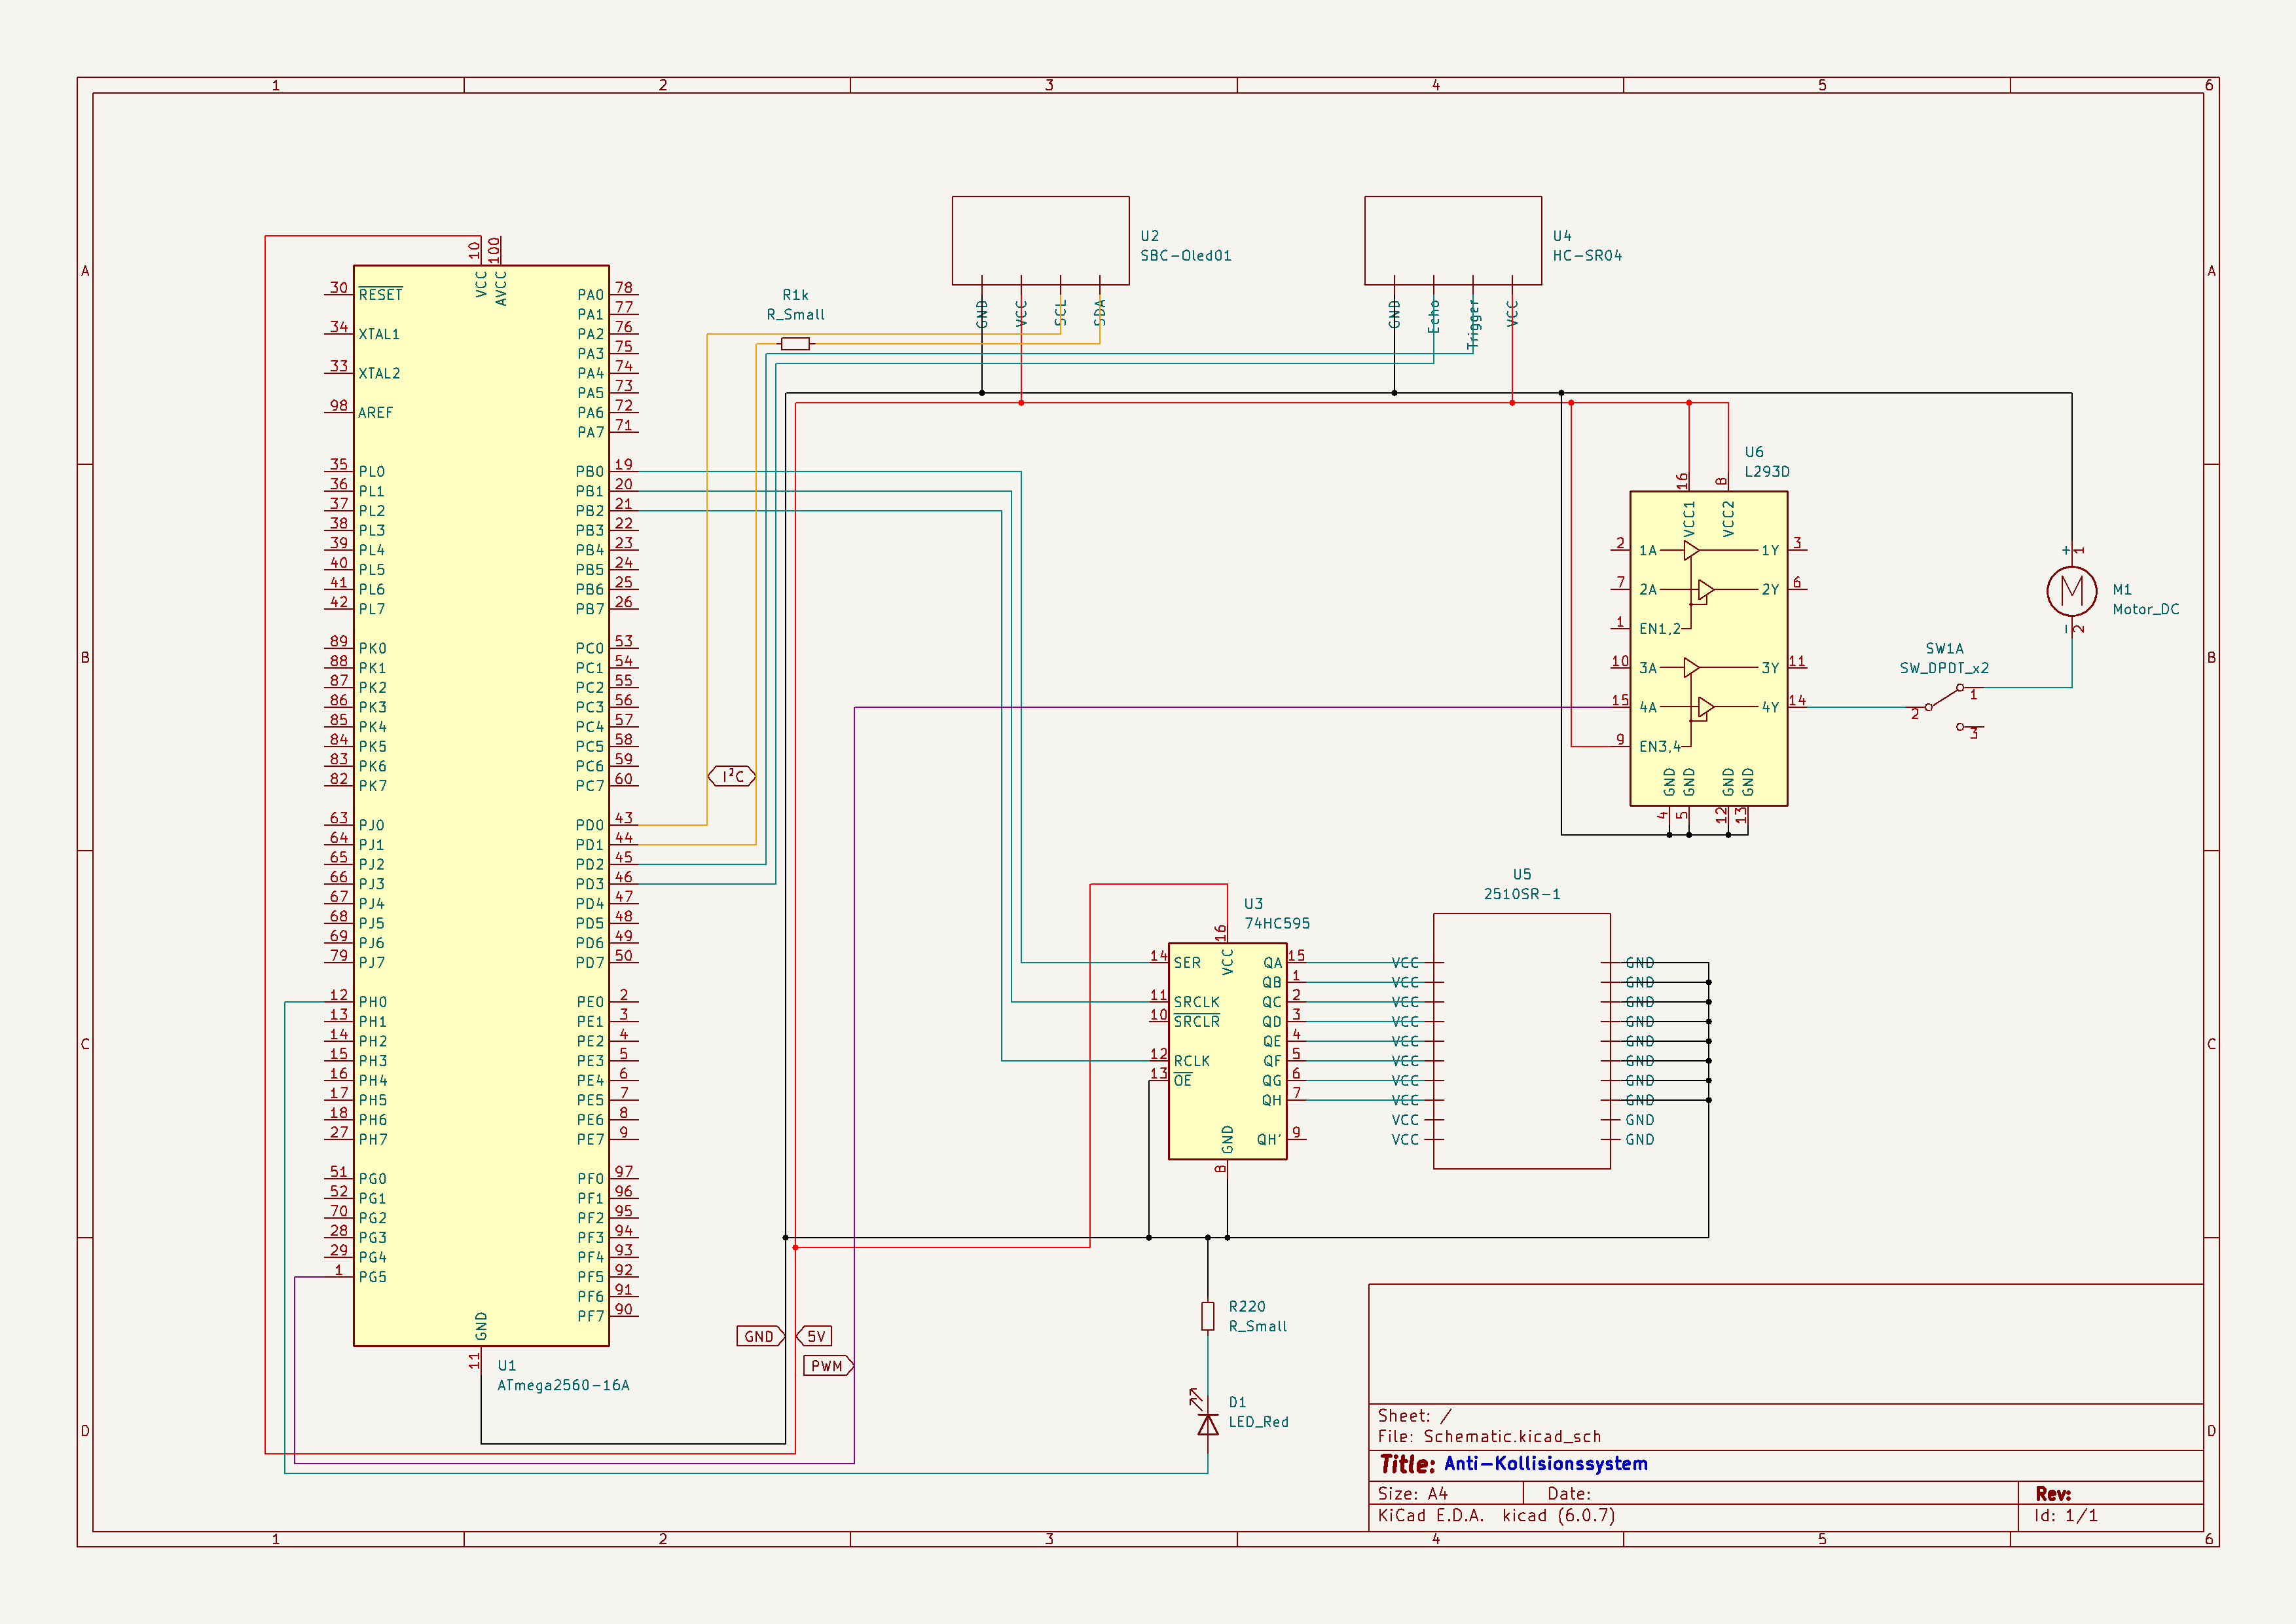 1 2 3 4 5 6
A A
B B
C C
D D
1 2 3 4 5 6
10 100
VCC AVCC
30 RESET
34 XTAL1
33 XTAL2
98 AREF
35 PL0
36 PL1
37 PL2
38 PL3
39 PL4
40 PL5
41 PL6
42 PL7
89 PK0
88 PK1
87 PK2
86 PK3
85 PK4
84 PK5
83 PK6
82 PK7
63 PJ0
64 PJ1
65 PJ2
66 PJ3
67 PJ4
68 PJ5
69 PJ6
79 PJ7
12 PH0
13 PH1
14 PH2
15 PH3
16 PH4
17 PH5
18 PH6
27 PH7
51 PG0
52 PG1
70 PG2
28 PG3
29 PG4
1 PG5
PA0 78
PA1 77
PA2 76
PA3 75
PA4 74
PA5 73
PA6 72
PA7 71
PB0 19
PB1 20
PB2 21
PB3 22
PB4 23
PB5 24
PB6 25
PB7 26
PC0 53
PC1 54
PC2 55
PC3 56
PC4 57
PC5 58
PC6 59
PC7 60
PD0 43
PD1 44
PD2 45
PD3 46
PD4 47
PD5 48
PD6 49
PD7 50
PE0 2
PE1 3
PE2 4
PE3 5
PE4 6
PE5 7
PE6 8
PE7 9
PF0 97
PF1 96
PF2 95
PF3 94
PF4 93
PF5 92
PF6 91
PF7 90
GND
11
U1
ATmega2560-16A
R1k
R_Small
I²C
GND
5V
PWM
U2
SBC-Oled01
GND VCC SCL SDA
U4
HC-SR04
GND Echo Trigger VCC
U6
L293D
16 8
VCC1 VCC2
2 1A 1Y 3
7 2A 2Y 6
1 EN1,2
10 3A 3Y 11
15 4A 4Y 14
9 EN3,4
GND GND GND GND
4 5 12 13
+ 1
M
- 2
M1
Motor_DC
SW1A
SW_DPDT_x2
1
2
3
U3
74HC595
16
VCC
14 SER QA 15
QB 1
11 SRCLK QC 2
10 SRCLR QD 3
QE 4
12 RCLK QF 5
13 OE QG 6
QH 7
QH' 9
GND
8
U5
2510SR-1
VCC GND
VCC GND
VCC GND
VCC GND
VCC GND
VCC GND
VCC GND
VCC GND
VCC GND
VCC GND
R220
R_Small
D1
LED_Red
Sheet: /
File: Schematic.kicad_sch
Title: Anti-Kollisionssystem
Size: A4 Date: Rev:
KiCad E.D.A. kicad (6.0.7) Id: 1/1